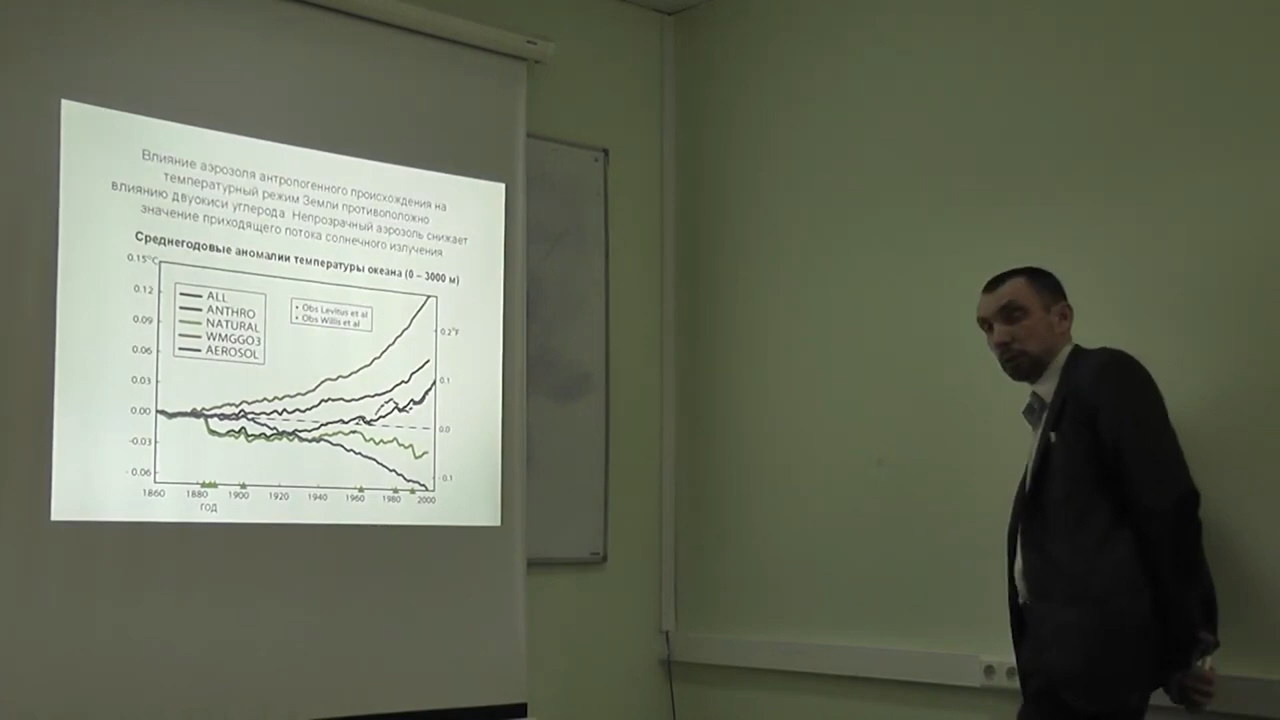 Влияние аэрозоля антропогенного происхождения на
температурный режим Земли противоположно
влиянию двуокиси углерода. Непрозрачный аэрозоль снижает
значение приходящего потока солнечного излучения
Среднегодовые аномалии температуры океана (0 – 3000 м)
0.15°C
0.12
0.09
0.06
0.03
0.00
-0.03
-0.06
ALL
ANTHRO
NATURAL
WMGGO3
AEROSOL
• Obs Levitus et al
• Obs Willis et al
0.2°F
0.1
0.0
-0.1
1860 1880 1900 1920 1940 1960 1980 2000
год